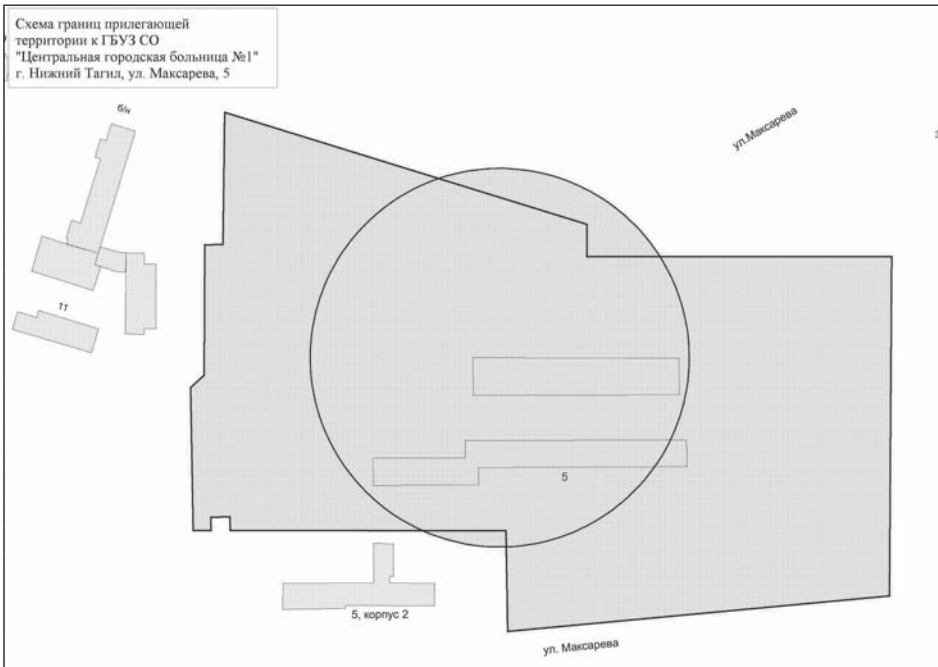 Схема границ прилегающей
территории к ГБУЗ СО
"Центральная городская больница №1"
г. Нижний Тагил, ул. Максарева, 5
б/н
ул.Максарева
11
5
5, корпус 2
ул. Максарева